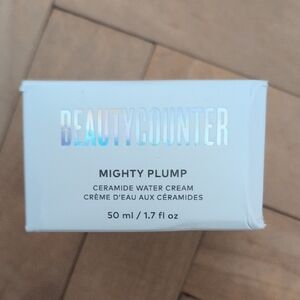 BEAUTYCOUNTER
MIGHTY PLUMP
CERAMIDE WATER CREAM
CRÈME D'EAU AUX CÉRAMIDES
50 ml / 1.7 fl oz